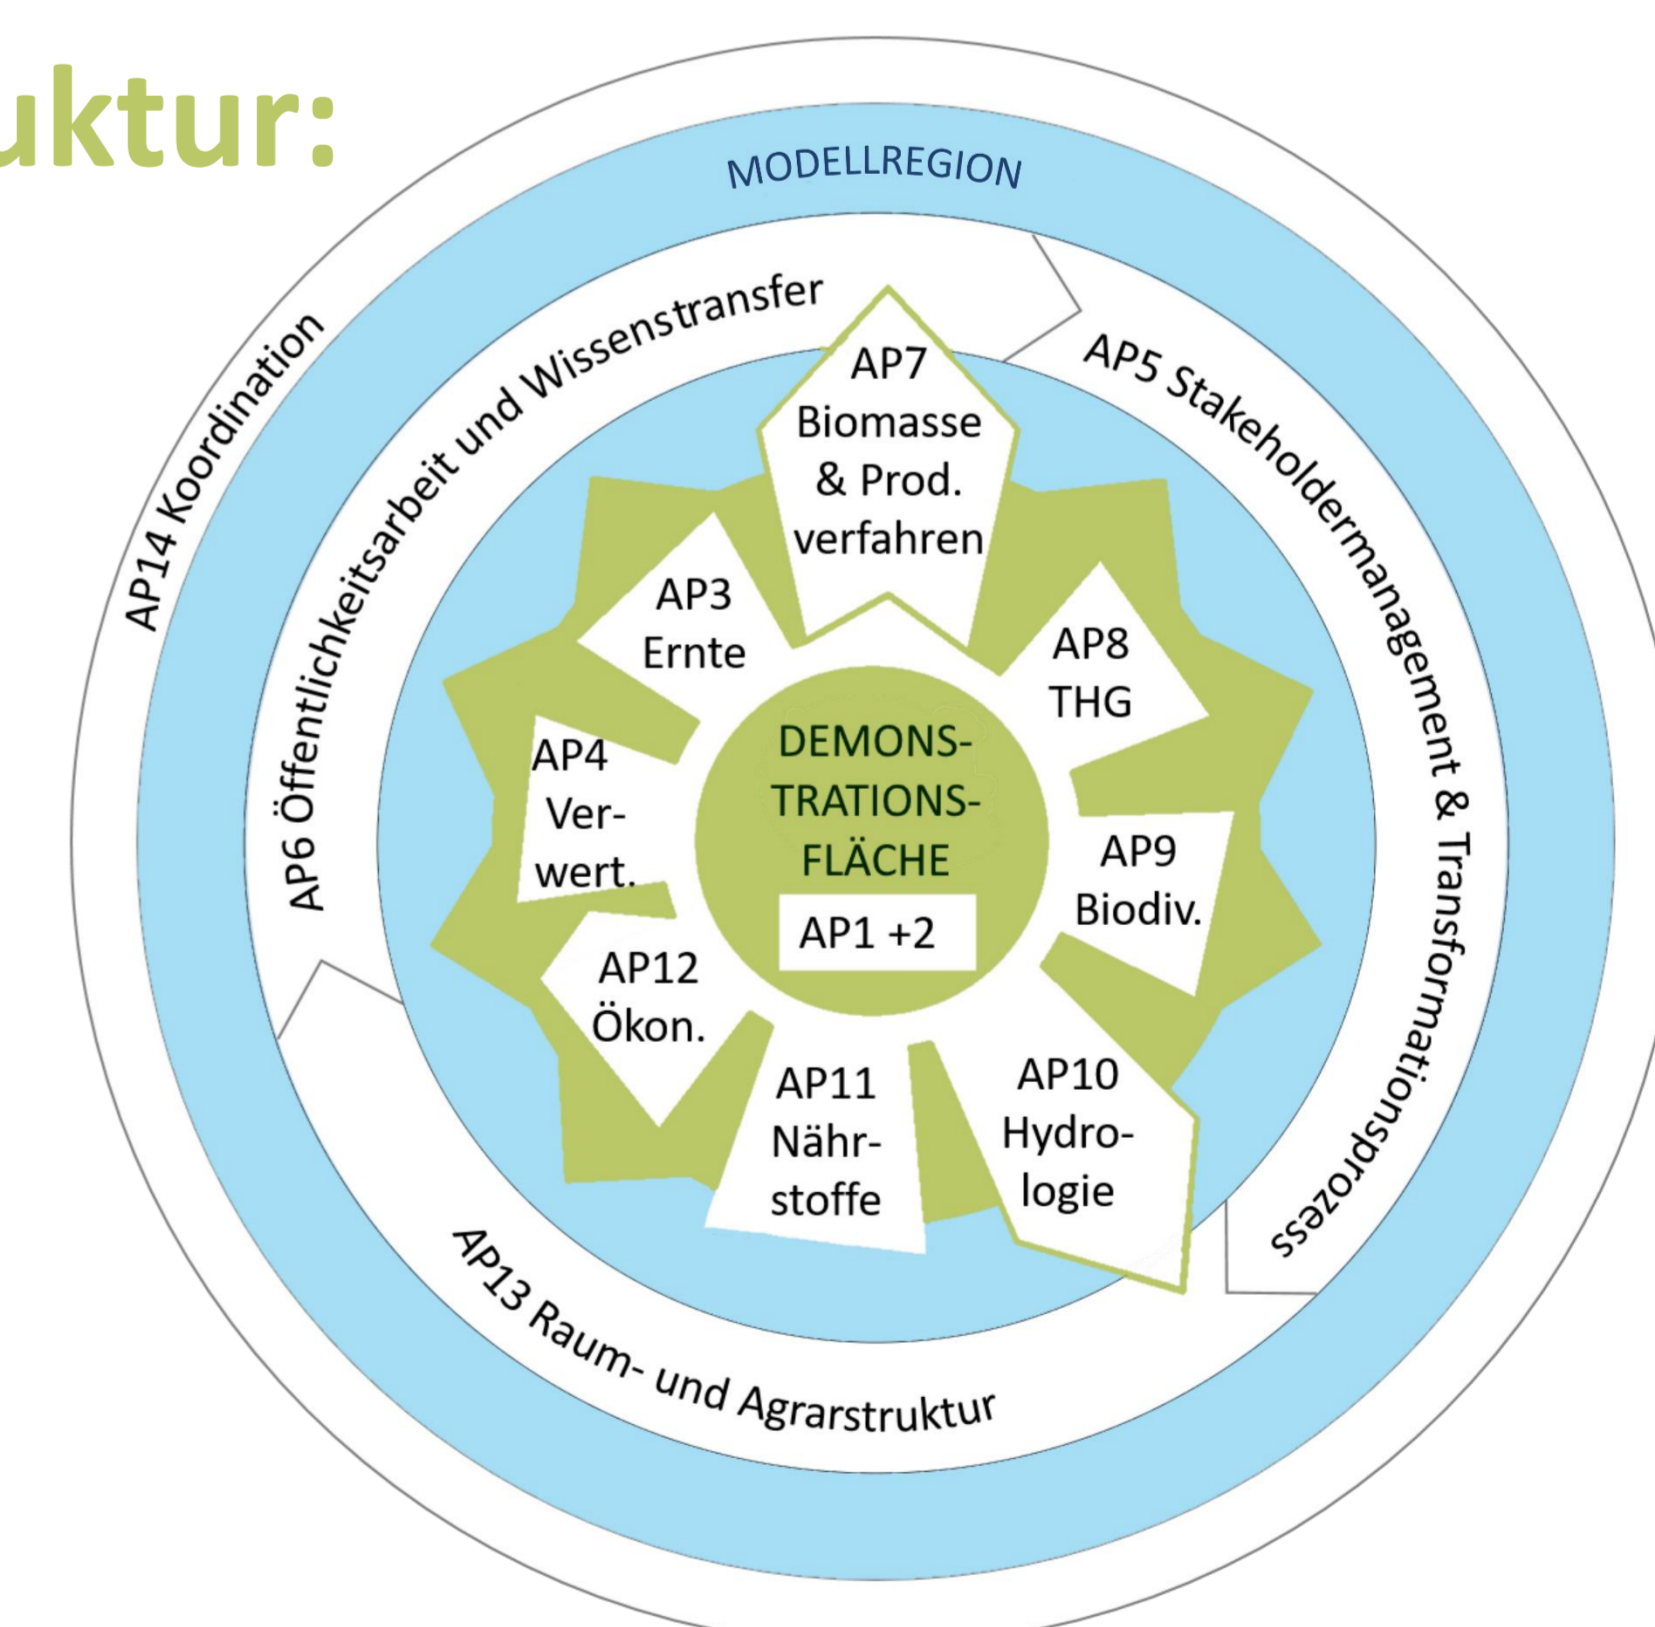 uktur:
MODELLREGION
AP14 Koordination
AP6 Öffentlichkeitsarbeit und Wissenstransfer
AP5 Stakeholdermanagement & Transformationsprozess
AP7
Biomasse
& Prod.
verfahren
AP3
Ernte
AP8
THG
AP4
Ver-
wert.
DEMONS-
TRATIONS-
FLÄCHE
AP1 +2
AP9
Biodiv.
AP12
Ökon.
AP11
Nähr-
stoffe
AP10
Hydro-
logie
AP13 Raum- und Agrarstruktur